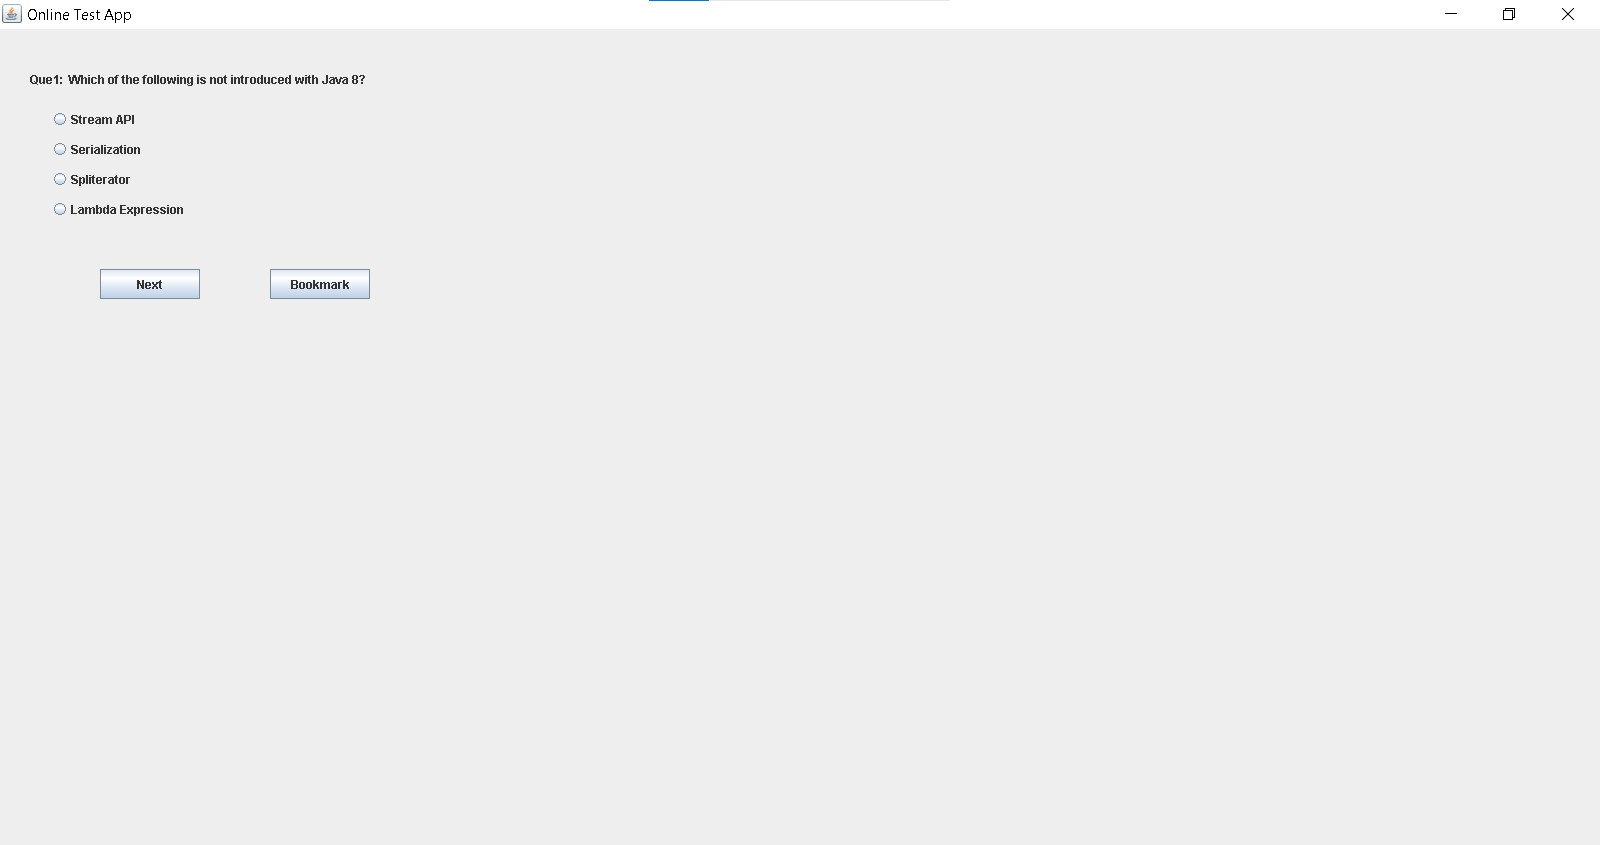 Online Test App
Que1: Which of the following is not introduced with Java 8?
Stream API
Serialization
Spliterator
Lambda Expression
Next Bookmark